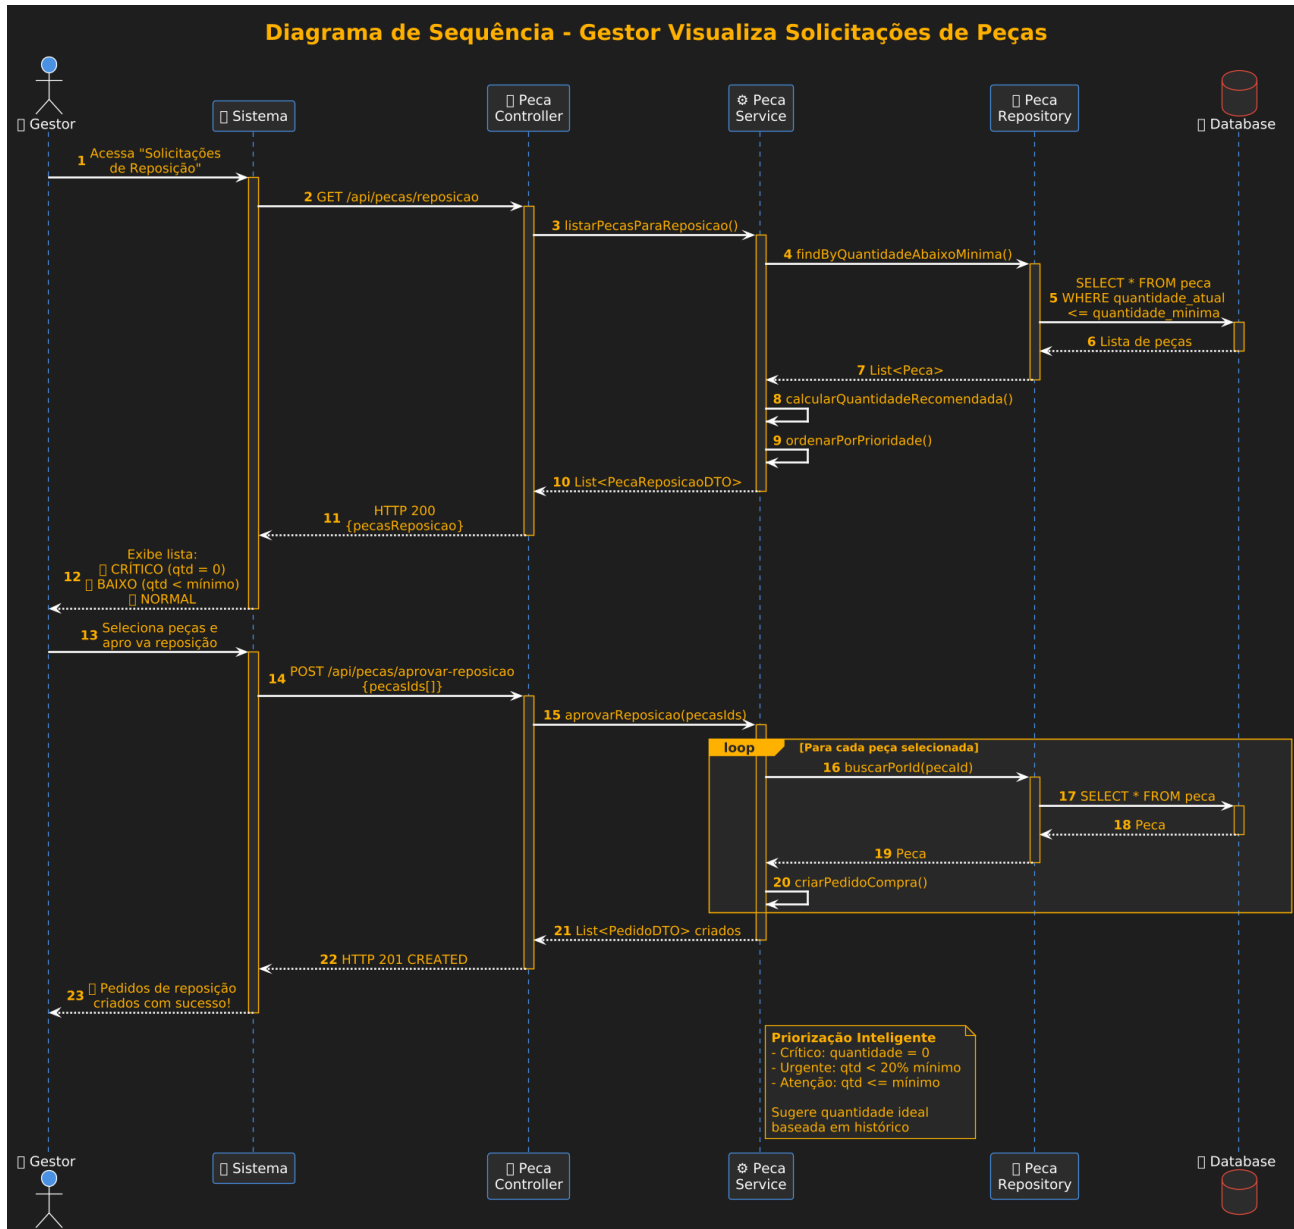 Diagrama de Sequência - Gestor Visualiza Solicitações de Peças
Gestor
Sistema
Peca
Controller
⚙ Peca
Service
Peca
Repository
Database
1 Acessa "Solicitações
de Reposição"
2 GET /api/pecas/reposicao
3 listarPecasParaReposicao()
4 findByQuantidadeAbaixoMinima()
SELECT * FROM peca
5 WHERE quantidade_atual
<= quantidade_minima
6 Lista de peças
7 List<Peca>
8 calcularQuantidadeRecomendada()
9 ordenarPorPrioridade()
10 List<PecaReposicaoDTO>
HTTP 200
11 {pecasReposicao}
Exibe lista:
CRÍTICO (qtd = 0)
12 BAIXO (qtd < mínimo)
NORMAL
13 Seleciona peças e
apro va reposição
14 POST /api/pecas/aprovar-reposicao
{pecasIds[]}
15 aprovarReposicao(pecasIds)
loop [Para cada peça selecionada]
16 buscarPorId(pecaId)
17 SELECT * FROM peca
18 Peca
19 Peca
20 criarPedidoCompra()
21 List<PedidoDTO> criados
22 HTTP 201 CREATED
23 Pedidos de reposição
criados com sucesso!
Priorização Inteligente
- Crítico: quantidade = 0
- Urgente: qtd < 20% mínimo
- Atenção: qtd <= mínimo
Sugere quantidade ideal
baseada em histórico
Gestor
Sistema
Peca
Controller
⚙ Peca
Service
Peca
Repository
Database